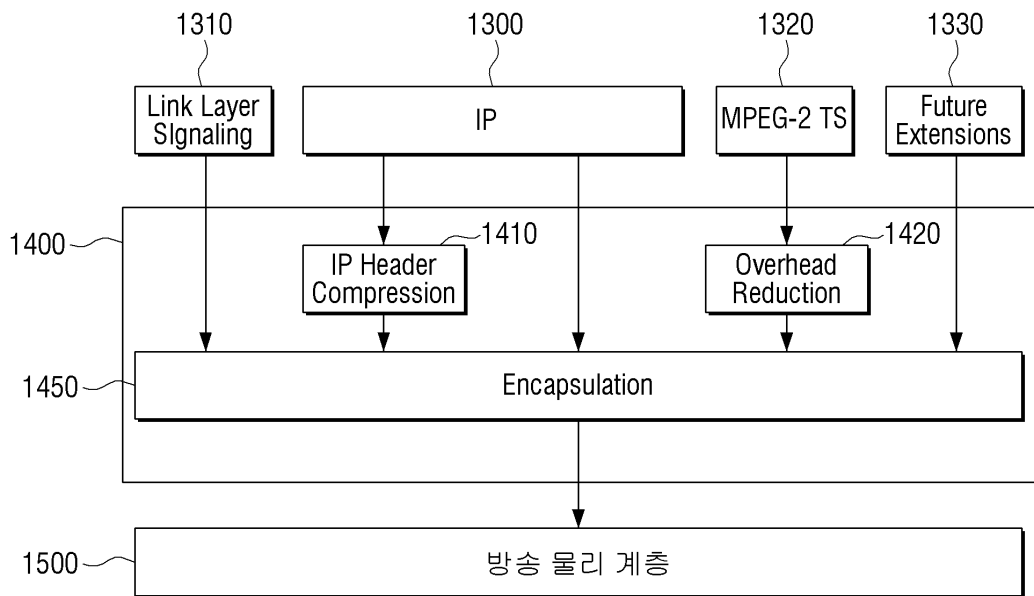 1310
1300
1320
1330
Link Layer
SIgnaling
IP
MPEG-2 TS
Future
Extensions
1400
1410
1420
IP Header
Compression
Overhead
Reduction
1450
Encapsulation
1500
방송 물리 계층